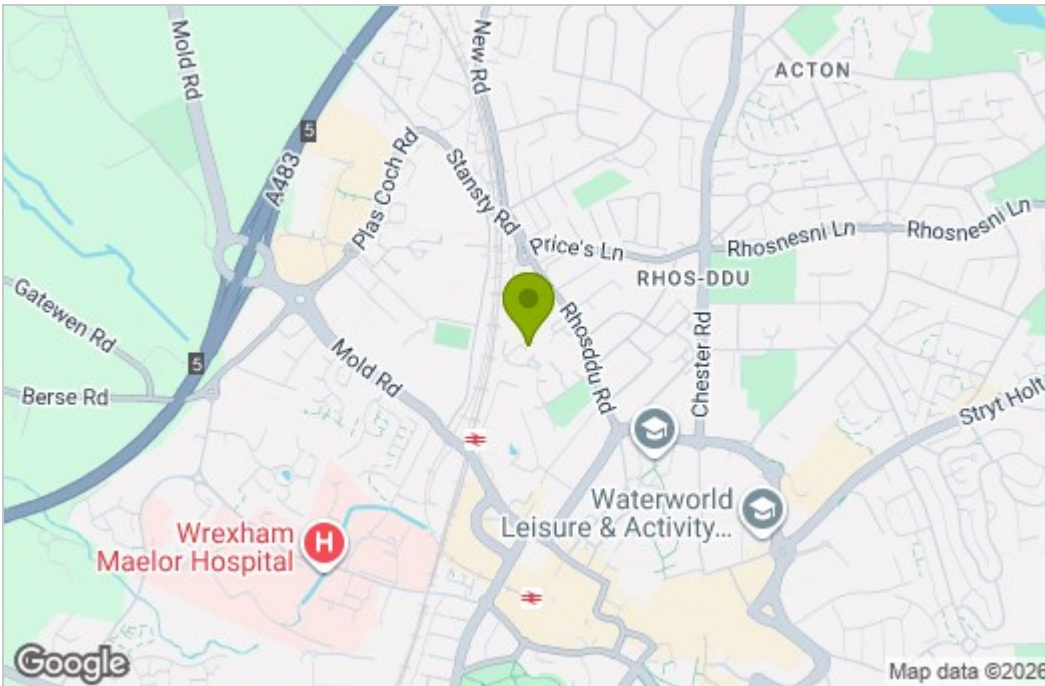 Mold Rd
New Rd
ACTON
5
A483
Plas Coch Rd
Stansty Rd
Price's Ln
Rhosnesni Ln
Rhosnesni Ln
RHOS-DDU
Gatewen Rd
Rhosddu Rd
Chester Rd
Mold Rd
5
Berse Rd
Stryt Holt
Waterworld
Leisure & Activity...
Wrexham
Maelor Hospital
H
Google
Map data ©2026